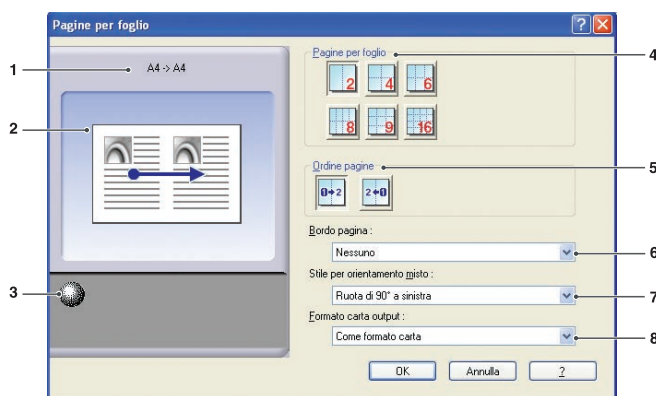 Pagine per foglio
1
A4 -> A4
2
3
Pagine per foglio
4
2 4 6
8 9 16
Ordine pagine
5
1→2 2←1
Bordo pagina :
Nessuno
6
Stile per orientamento misto :
Ruota di 90° a sinistra
7
Formato carta output :
Come formato carta
8
OK Annulla ?